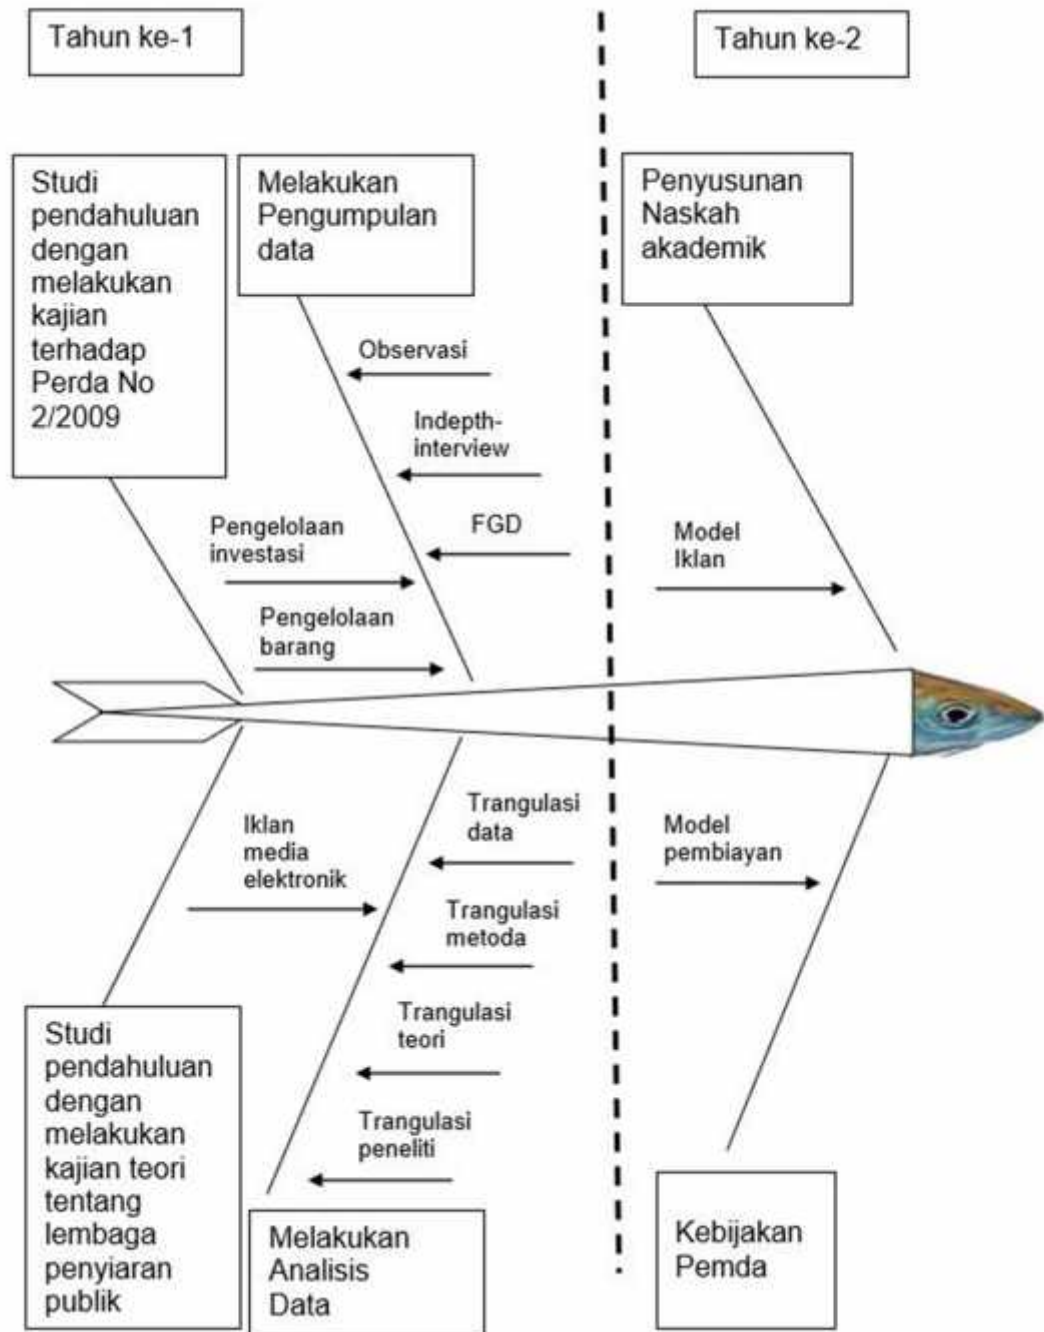 Tahun ke-1
Tahun ke-2
Studi
pendahuluan
dengan
melakukan
kajian
terhadap
Perda No
2/2009
Melakukan
Pengumpulan
data
Penyusunan
Naskah
akademik
Observasi
Indepth-
interview
FGD
Pengelolaan
investasi
Pengelolaan
barang
Model
Iklan
Iklan
media
elektronik
Trangulasi
data
Trangulasi
metoda
Trangulasi
teori
Trangulasi
peneliti
Model
pembiayan
Studi
pendahuluan
dengan
melakukan
kajian teori
tentang
lembaga
penyiaran
publik
Melakukan
Analisis
Data
Kebijakan
Pemda